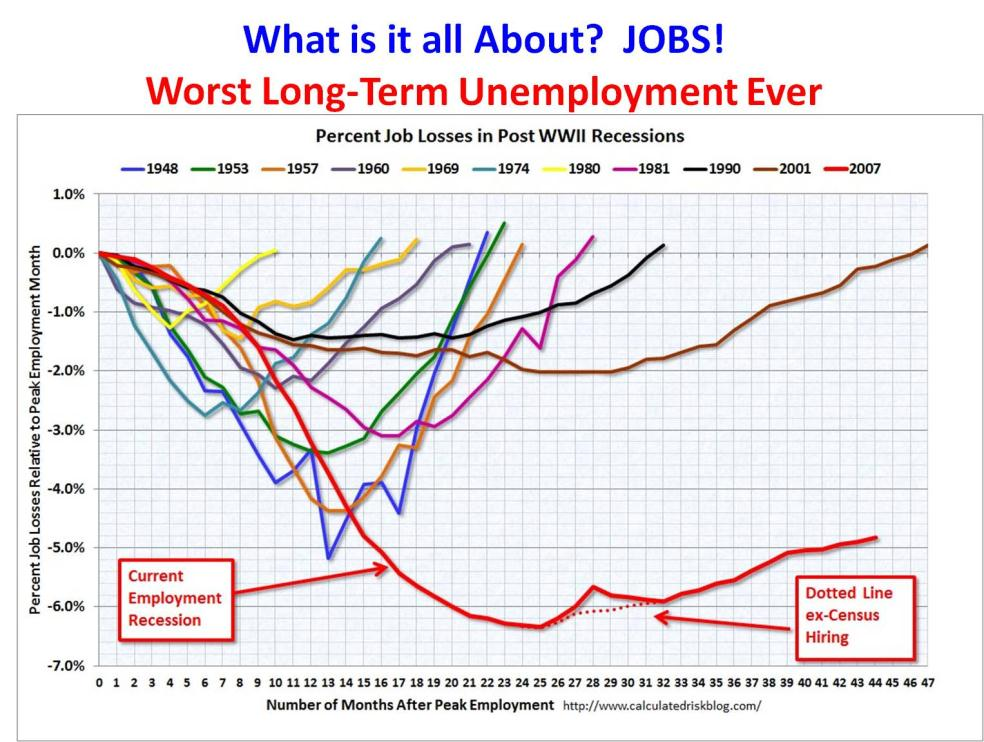 What is it all About? JOBS!
Worst Long-Term Unemployment Ever
Percent Job Losses in Post WWII Recessions
1948 1953 1957 1960 1969 1974 1980 1981 1990 2001 2007
1.0%
0.0%
-1.0%
-2.0%
-3.0%
-4.0%
-5.0%
-6.0%
-7.0%
Percent Job Losses Relative to Peak Employment Month
Current
Employment
Recession
Dotted Line
ex-Census
Hiring
0 1 2 3 4 5 6 7 8 9 10 11 12 13 14 15 16 17 18 19 20 21 22 23 24 25 26 27 28 29 30 31 32 33 34 35 36 37 38 39 40 41 42 43 44 45 46 47
Number of Months After Peak Employment http://www.calculatedriskblog.com/